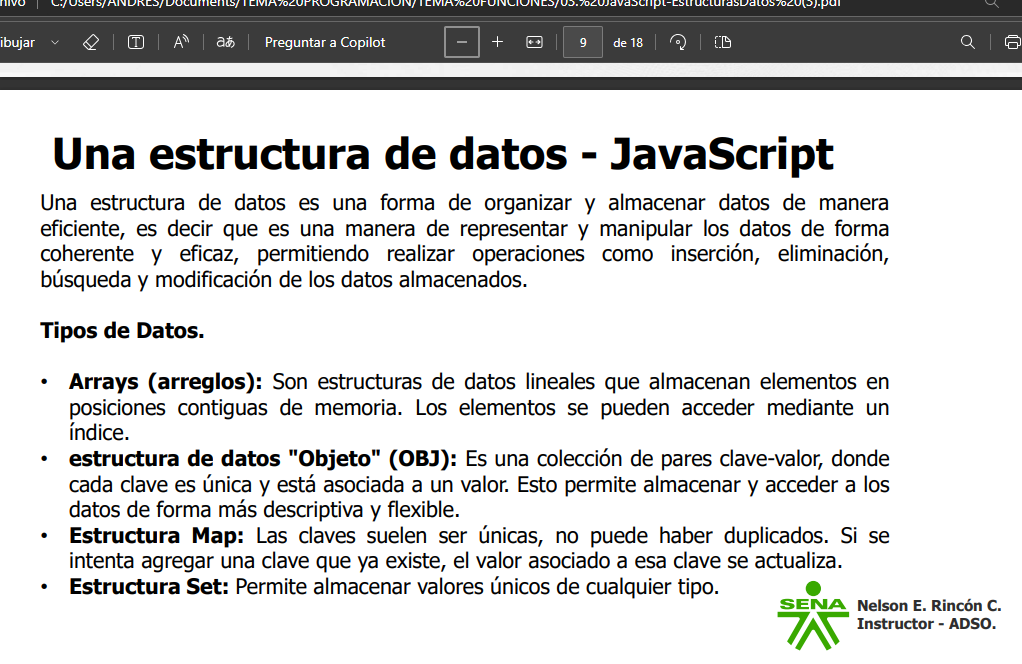 hivo
C:/Users/ANDRES/Documents/TEMA%20PROGRAMACION/TEMA%20FUNCIONES/03.%20JavaScript-EstructurasDatos%20(3).pdf
ibujar
aあ
Preguntar a Copilot
9
de 18
Una estructura de datos - JavaScript
Una estructura de datos es una forma de organizar y almacenar datos de manera
eficiente, es decir que es una manera de representar y manipular los datos de forma
coherente y eficaz, permitiendo realizar operaciones como inserción, eliminación,
búsqueda y modificación de los datos almacenados.
Tipos de Datos.
• Arrays (arreglos): Son estructuras de datos lineales que almacenan elementos en
posiciones contiguas de memoria. Los elementos se pueden acceder mediante un
índice.
• estructura de datos "Objeto" (OBJ): Es una colección de pares clave-valor, donde
cada clave es única y está asociada a un valor. Esto permite almacenar y acceder a los
datos de forma más descriptiva y flexible.
• Estructura Map: Las claves suelen ser únicas, no puede haber duplicados. Si se
intenta agregar una clave que ya existe, el valor asociado a esa clave se actualiza.
• Estructura Set: Permite almacenar valores únicos de cualquier tipo.
SENA
Nelson E. Rincón C.
Instructor - ADSO.